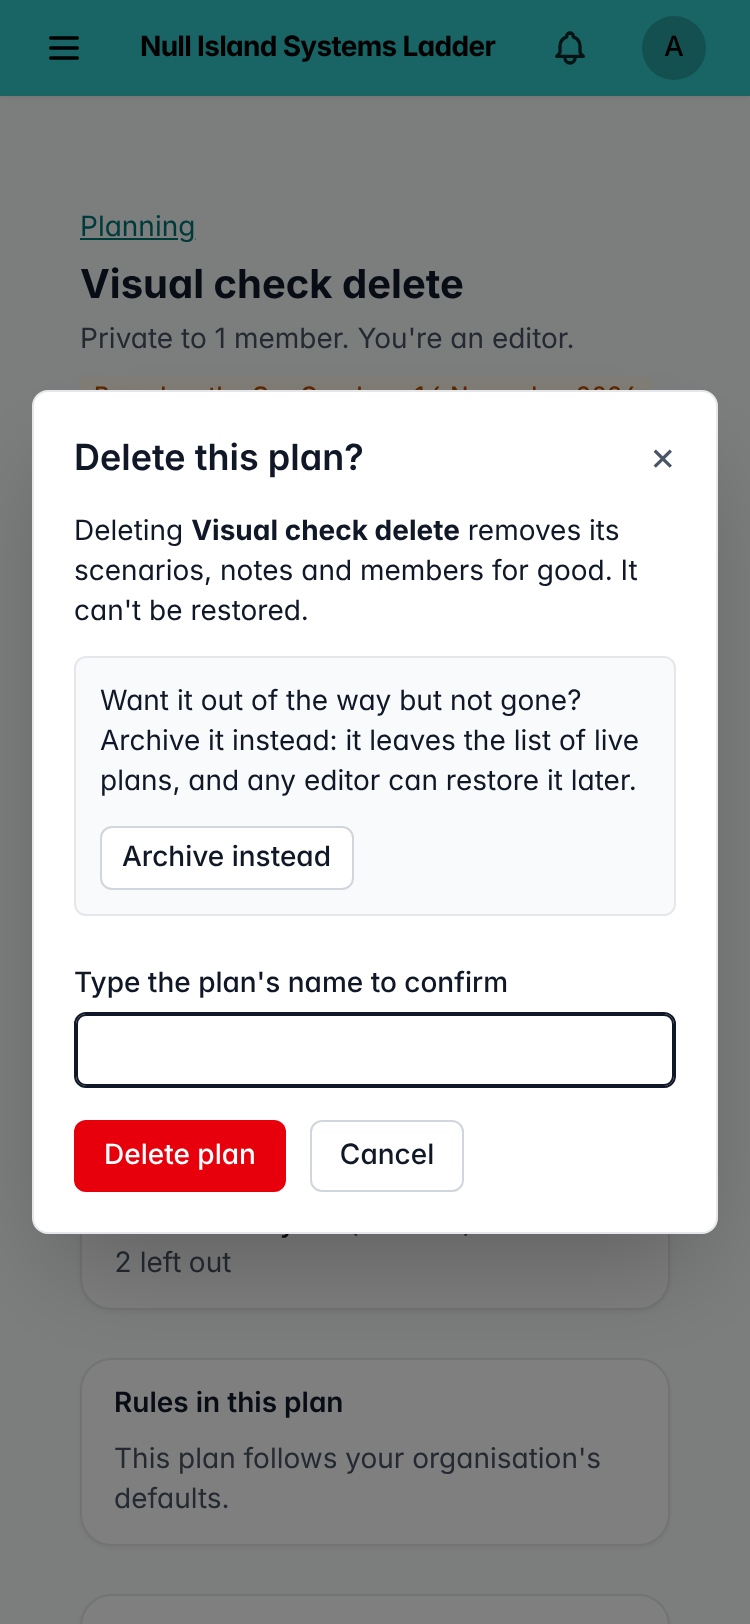 Null Island Systems Ladder
A
Planning
Visual check delete
Private to 1 member. You're an editor.
Delete this plan?
Deleting Visual check delete removes its
scenarios, notes and members for good. It
can't be restored.
Want it out of the way but not gone?
Archive it instead: it leaves the list of live
plans, and any editor can restore it later.
Archive instead
Type the plan's name to confirm
Delete plan
Cancel
2 left out
Rules in this plan
This plan follows your organisation's
defaults.